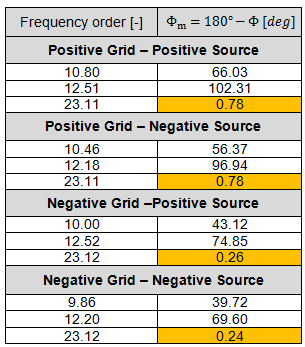 Frequency order [-] Φm = 180° − Φ [deg]
Positive Grid – Positive Source
10.80 66.03
12.51 102.31
23.11 0.78
Positive Grid – Negative Source
10.46 56.37
12.18 96.94
23.11 0.78
Negative Grid –Positive Source
10.00 43.12
12.52 74.85
23.12 0.26
Negative Grid – Negative Source
9.86 39.72
12.20 69.60
23.12 0.24